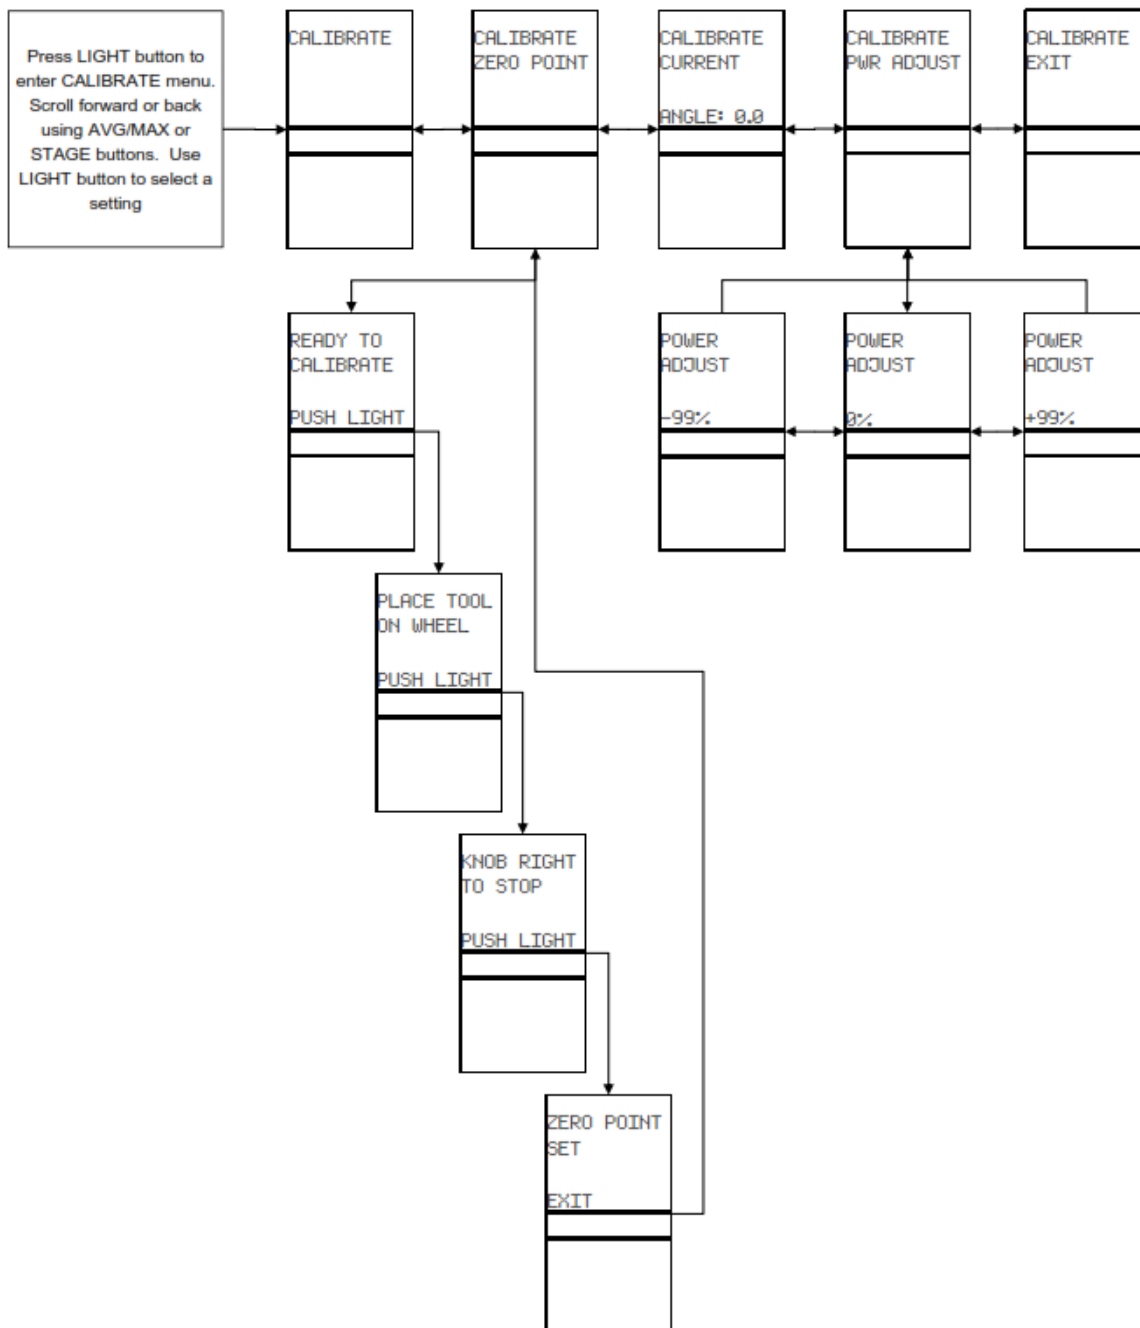 Press LIGHT button to
enter CALIBRATE menu.
Scroll forward or back
using AVG/MAX or
STAGE buttons.  Use
LIGHT button to select a
setting
CALIBRATE
CALIBRATE
ZERO POINT
CALIBRATE
CURRENT
ANGLE: 0.0
CALIBRATE
PWR ADJUST
CALIBRATE
EXIT
READY TO
CALIBRATE
PUSH LIGHT
POWER
ADJUST
-99%
POWER
ADJUST
0%
POWER
ADJUST
+99%
PLACE TOOL
ON WHEEL
PUSH LIGHT
KNOB RIGHT
TO STOP
PUSH LIGHT
ZERO POINT
SET
EXIT